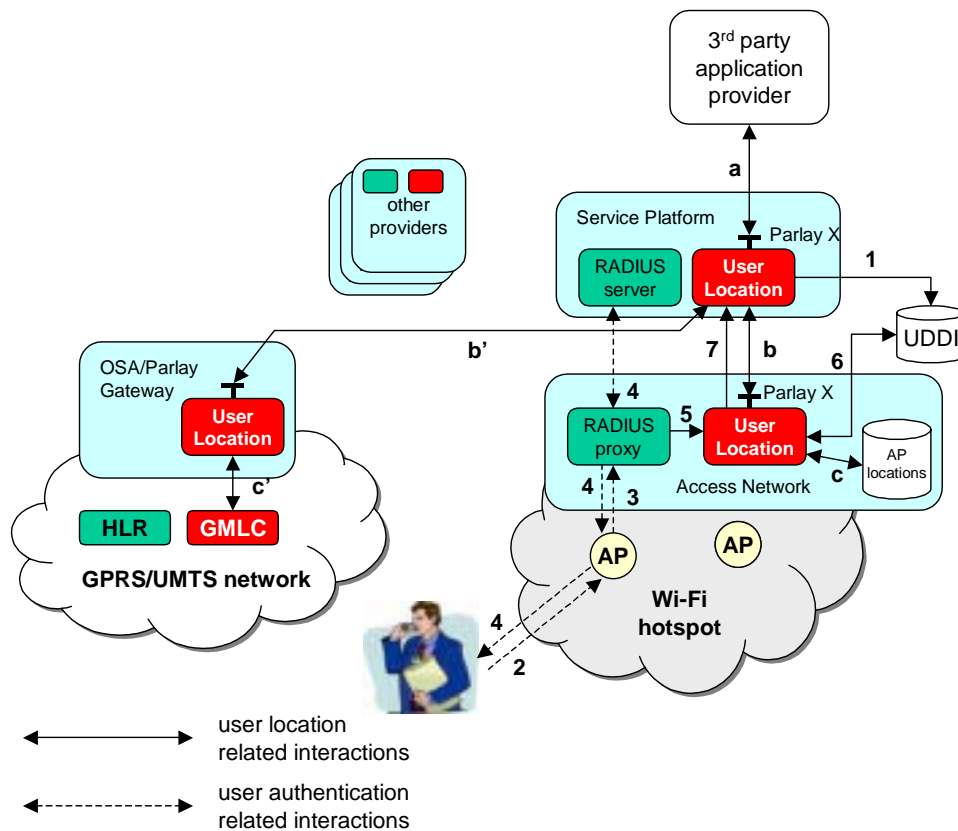 3rd party
application
provider
a
other
providers
Service Platform
Parlay X
RADIUS
server
User
Location
1
UDDI
b’
7
b
6
OSA/Parlay
Gateway
User
Location
4
Parlay X
RADIUS
proxy
5
User
Location
AP
locations
c
Access Network
c’
4
3
HLR
GMLC
AP
AP
GPRS/UMTS network
Wi-Fi
hotspot
4
2
user location
related interactions
user authentication
related interactions